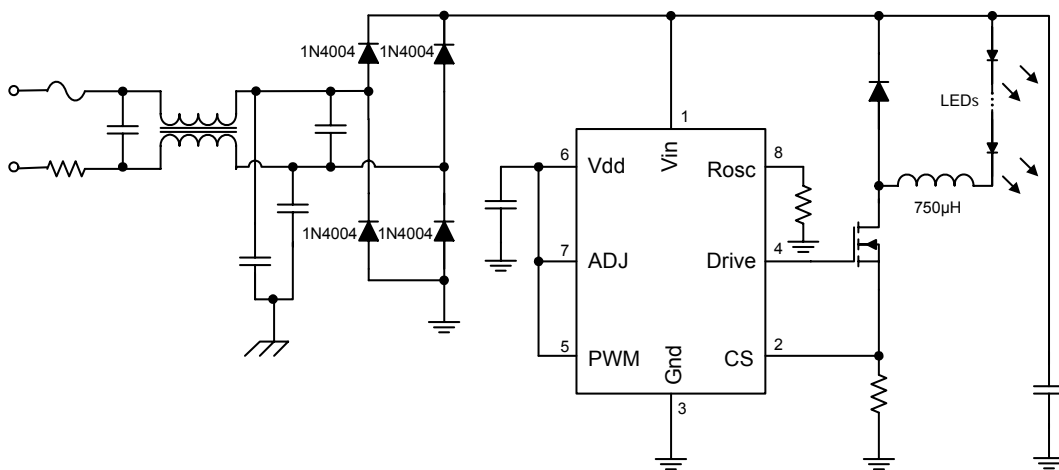 1N4004
1N4004
1
LEDs
6
Vdd
Vin
8
Rosc
750µH
1N4004
1N4004
7
ADJ
4
Drive
5
PWM
Gnd
2
CS
3